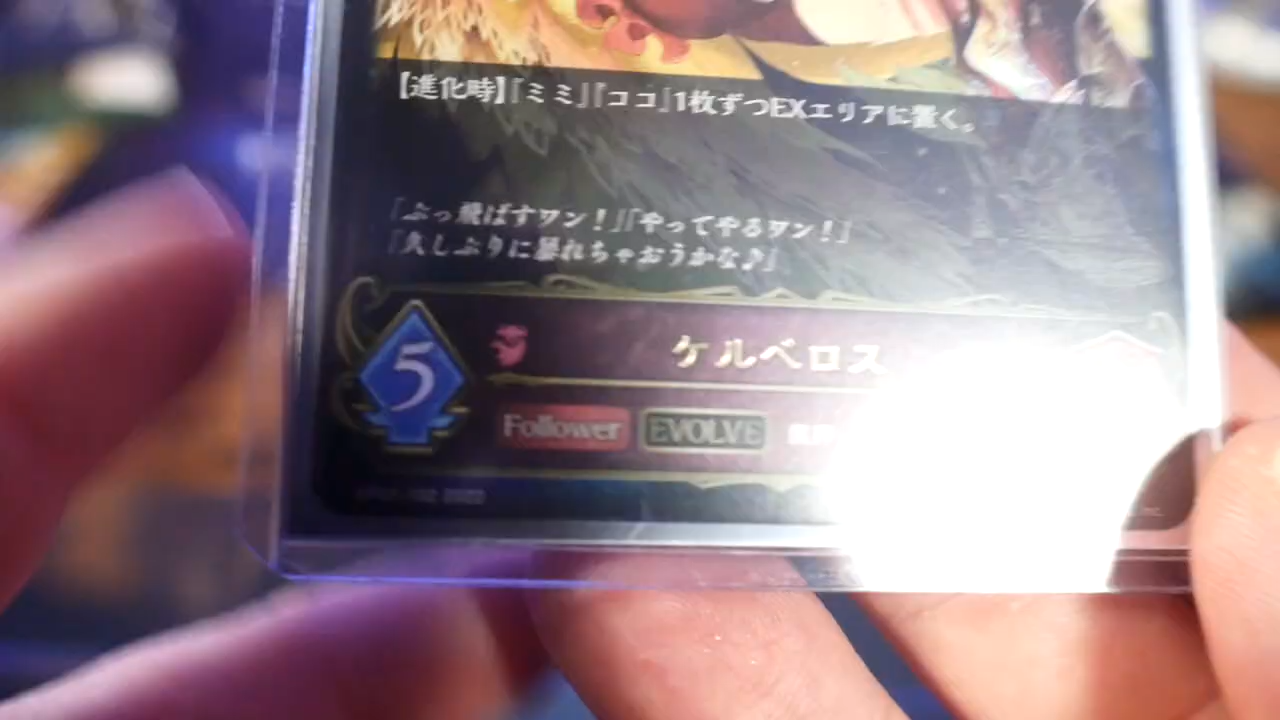 【進化時】『ミミ』『ココ』1枚ずつEXエリアに置く。
「ぶっ飛ばすワン！」「やってやるワン！」
「久しぶりに暴れちゃおうかな♪」
5
ケルベロス
Follower EVOLVE